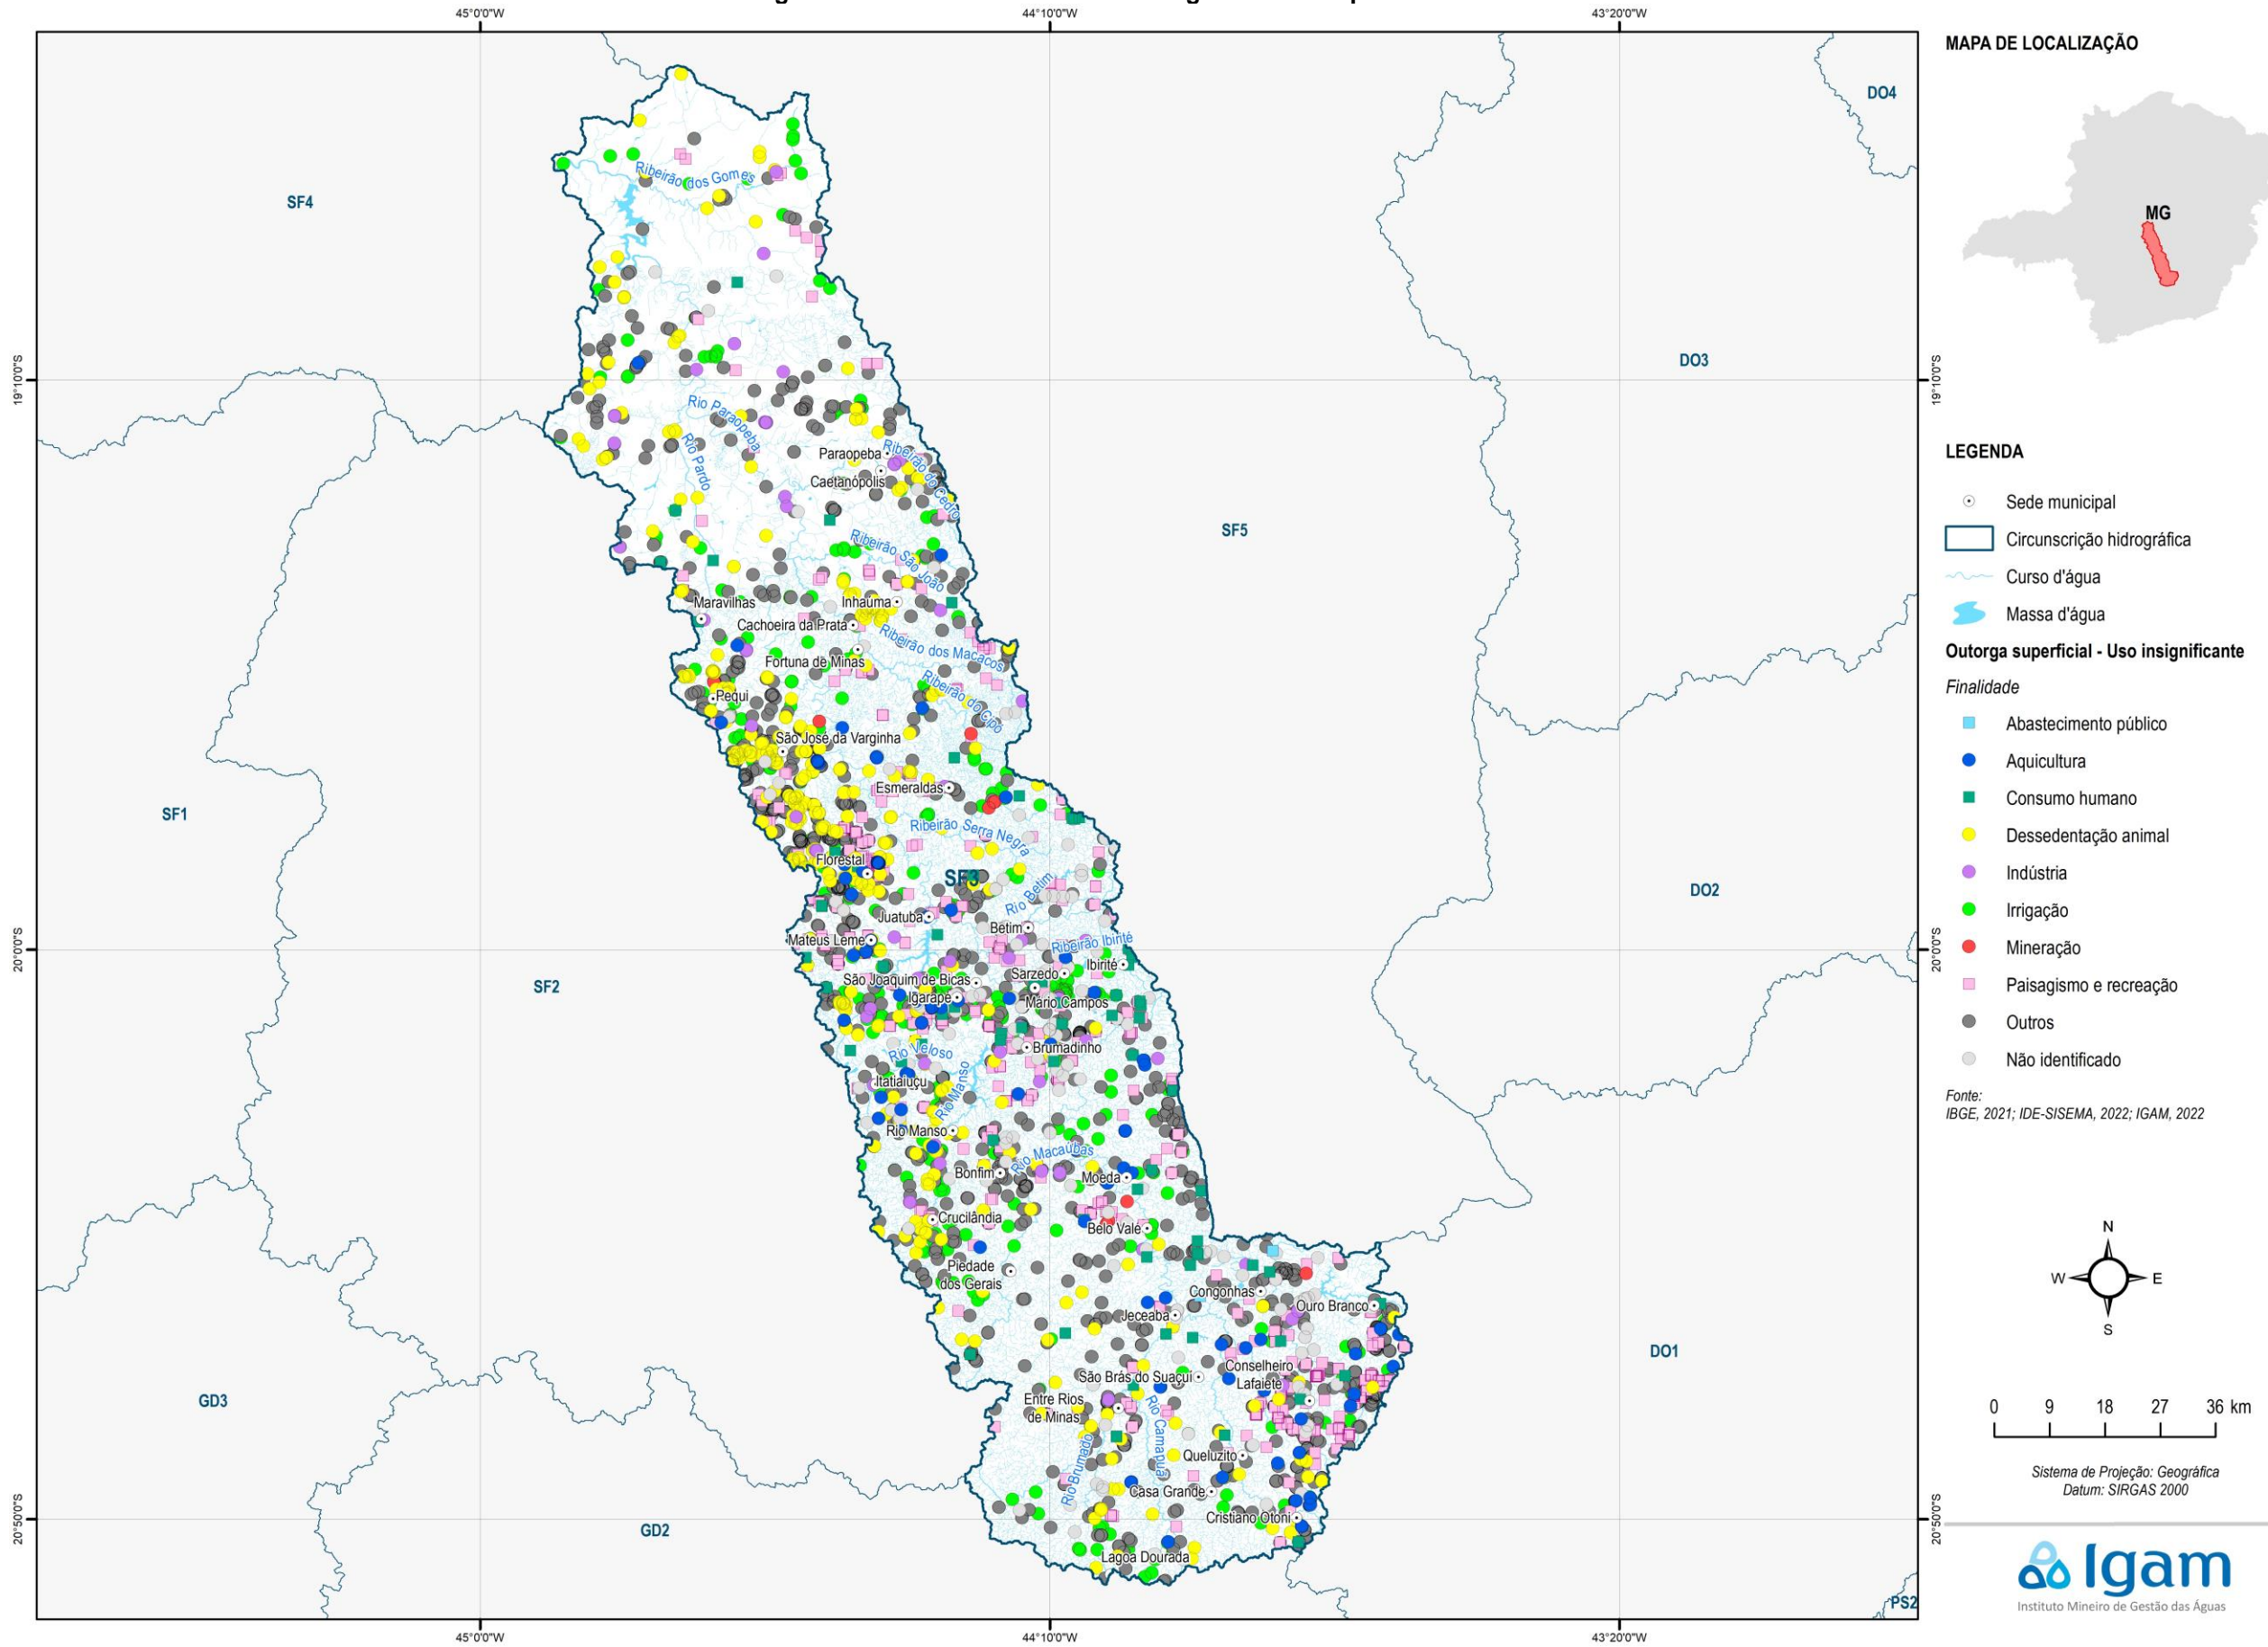 45°0'0"W
44°10'0"W
43°20'0"W
MAPA DE LOCALIZAÇÃO
MG
DO4
SF4
DO3
SF5
SF1
SF2
SF3
DO2
DO1
GD3
GD2
PS2
19°10'0"S
19°10'0"S
20°0'0"S
20°0'0"S
20°50'0"S
20°50'0"S
Ribeirão dos Gomes
Rio Paraopeba
Rio Pardo
Paraopeba
Ribeirão do Cedro
Caetanópolis
Ribeirão São João
Maravilhas
Inhaúma
Cachoeira da Prata
Ribeirão dos Macacos
Fortuna de Minas
Ribeirão do Cipó
Pequi
São José da Varginha
Esmeraldas
Ribeirão Serra Negra
Florestal
Rio Betim
Juatuba
Betim
Mateus Leme
Ribeirão Ibirité
Ibirité
Sarzedo
São Joaquim de Bicas
Igarapé
Mário Campos
Brumadinho
Rio Veloso
Itatiaiuçu
Rio Manso
Rio Manso
Rio Macaúbas
Bonfim
Moeda
Crucilândia
Belo Vale
Piedade
dos Gerais
Congonhas
Ouro Branco
Jeceaba
Conselheiro
Lafaiete
São Brás do Suaçuí
Entre Rios
de Minas
Rio Camapuã
Rio Brumado
Queluzito
Casa Grande
Cristiano Otoni
Lagoa Dourada
45°0'0"W
44°10'0"W
43°20'0"W
LEGENDA
Sede municipal
Circunscrição hidrográfica
Curso d'água
Massa d'água
Outorga superficial - Uso insignificante
Finalidade
Abastecimento público
Aquicultura
Consumo humano
Dessedentação animal
Indústria
Irrigação
Mineração
Paisagismo e recreação
Outros
Não identificado
Fonte:
IBGE, 2021; IDE-SISEMA, 2022; IGAM, 2022
N
W
E
S
0 9 18 27 36 km
Sistema de Projeção: Geográfica
Datum: SIRGAS 2000
Igam
Instituto Mineiro de Gestão das Águas